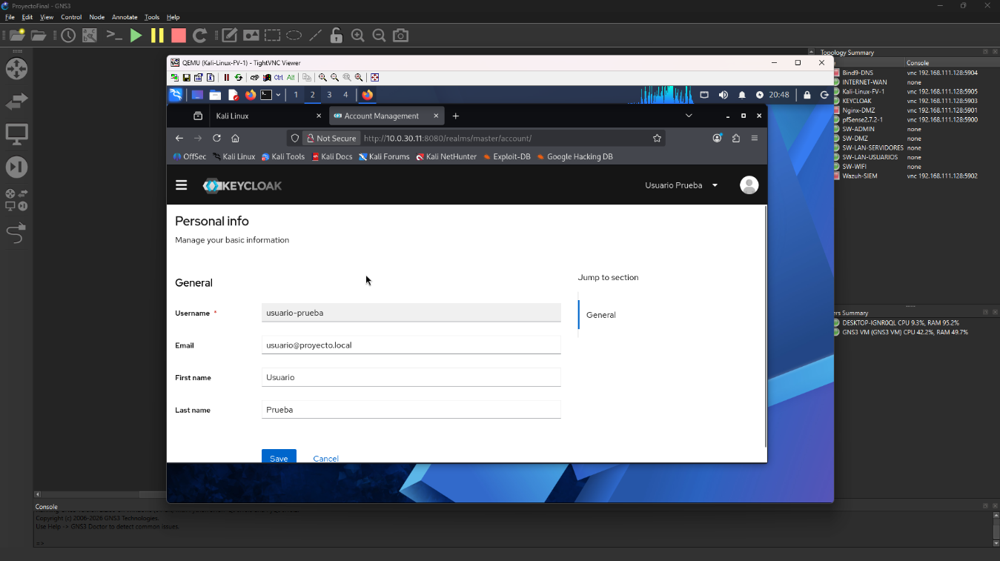 ProyectoFinal - GNS3
File Edit View Control Node Annotate Tools Help
QEMU (Kali-Linux-FV-1) - TightVNC Viewer
Ctrl Alt
1 2 3 4
20:48
Kali Linux
Account Management
Not Secure
http://10.0.30.11:8080/realms/master/account/
OffSec Kali Linux Kali Tools Kali Docs Kali Forums Kali NetHunter Exploit-DB Google Hacking DB
KEYCLOAK
Usuario Prueba
Personal info
Manage your basic information
General
Username *
usuario-prueba
Email
usuario@proyecto.local
First name
Usuario
Last name
Prueba
Save Cancel
Jump to section
General
Topology Summary
Console
Bind9-DNS vnc 192.168.111.128:5904
INTERNET-WAN none
Kali-Linux-FV-1 vnc 192.168.111.128:5905
KEYCLOAK vnc 192.168.111.128:5903
Nginx-DMZ vnc 192.168.111.128:5901
pfSense2.7.2-1 vnc 192.168.111.128:5900
SW-ADMIN none
SW-DMZ none
SW-LAN-SERVIDORES none
SW-LAN-USUARIOS none
SW-WIFI none
Wazuh-SIEM vnc 192.168.111.128:5902
ers Summary
DESKTOP-IGNR0QL CPU 9.3%, RAM 95.2%
GNS3 VM (GNS3 VM) CPU 42.2%, RAM 49.7%
Console
Copyright (c) 2006-2026 GNS3 Technologies.
Use Help -> GNS3 Doctor to detect common issues.
=>